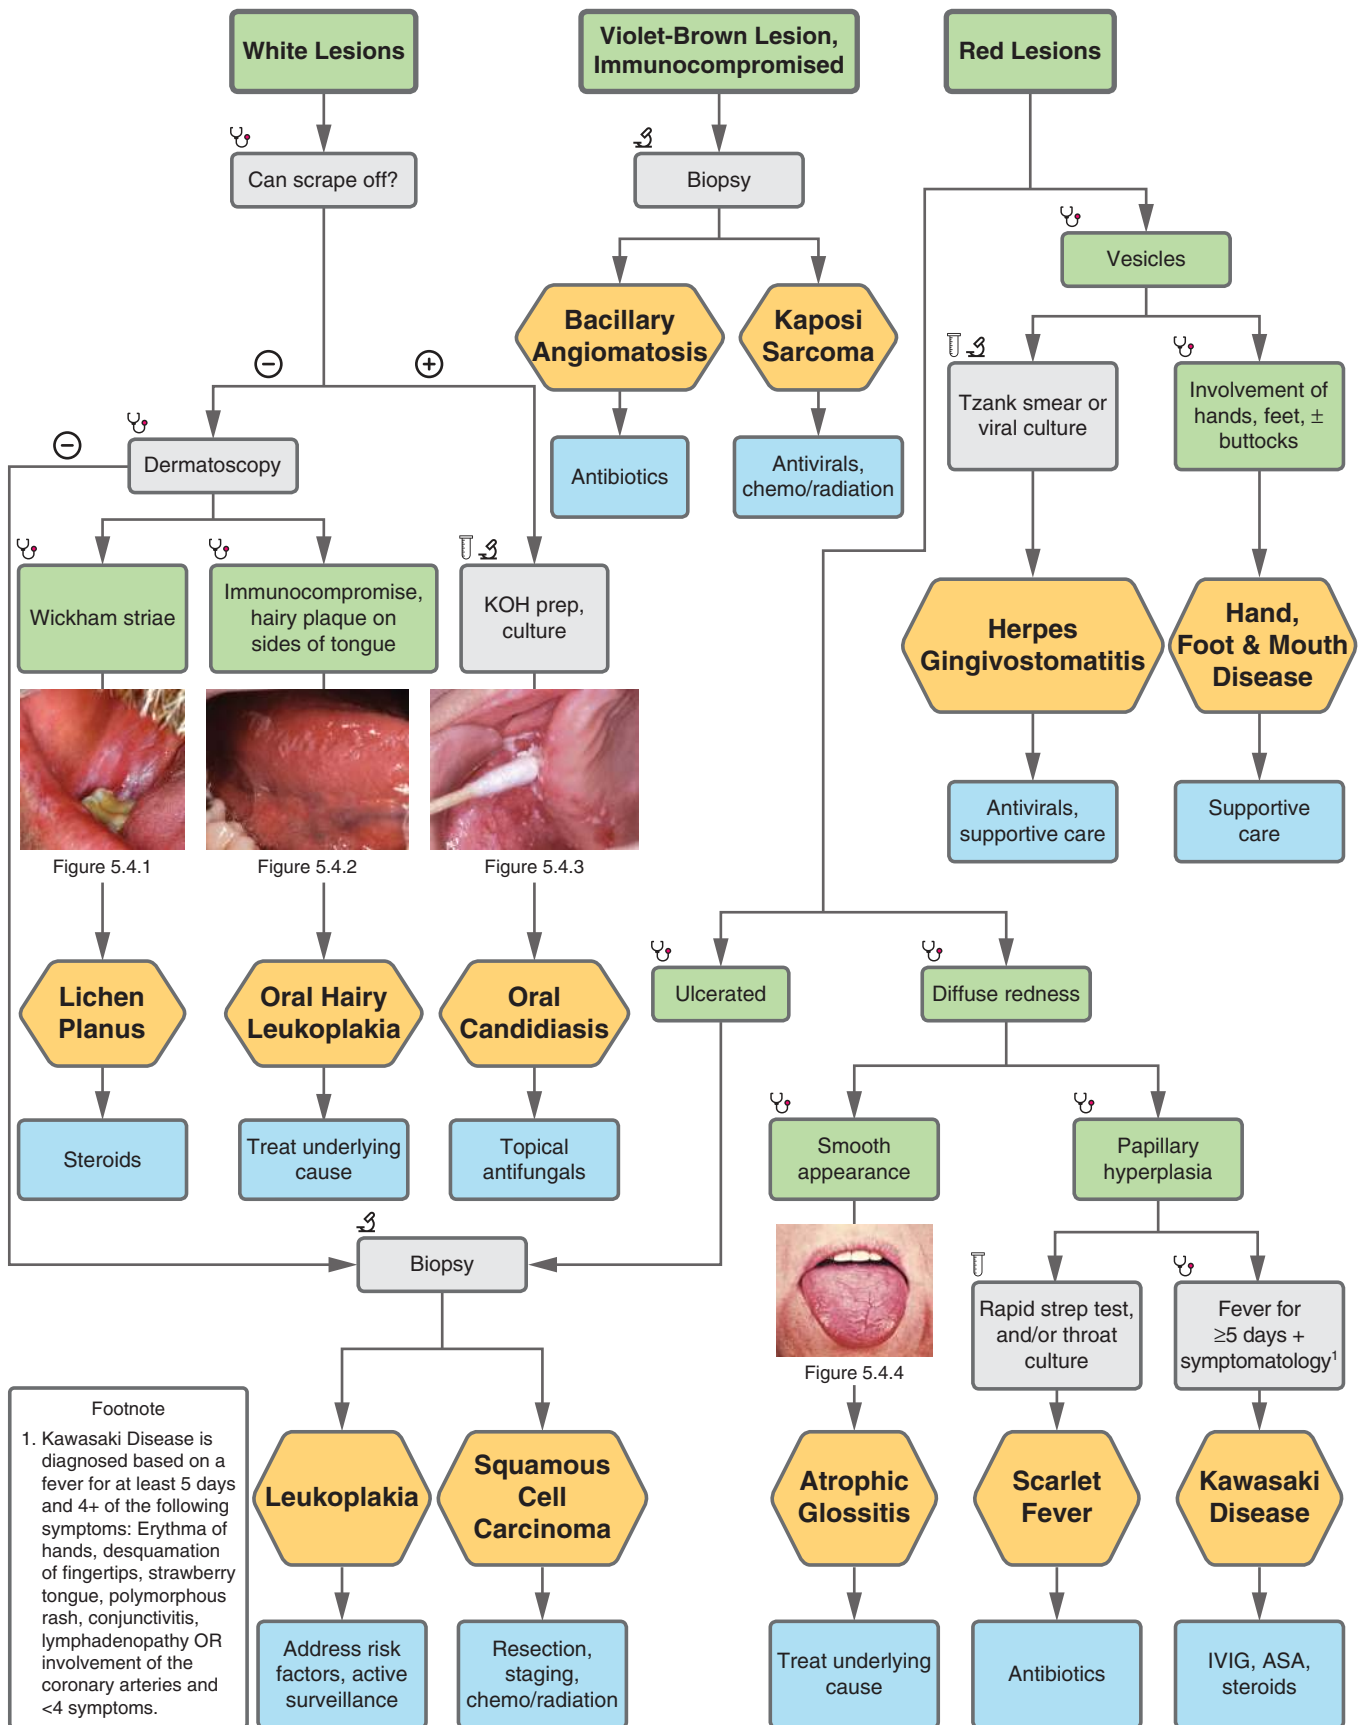 White Lesions
Violet-Brown Lesion,
Immunocompromised
Red Lesions
Can scrape off?
Biopsy
Vesicles
Bacillary
Angiomatosis
Kaposi
Sarcoma
Tzank smear or
viral culture
Involvement of
hands, feet, ±
buttocks
−
+
−
Dermatoscopy
Antibiotics
Antivirals,
chemo/radiation
Wickham striae
Immunocompromise,
hairy plaque on
sides of tongue
KOH prep,
culture
Herpes
Gingivostomatitis
Hand,
Foot & Mouth
Disease
Antivirals,
supportive care
Supportive
care
Figure 5.4.1
Figure 5.4.2
Figure 5.4.3
Lichen
Planus
Oral Hairy
Leukoplakia
Oral
Candidiasis
Ulcerated
Diffuse redness
Steroids
Treat underlying
cause
Topical
antifungals
Smooth
appearance
Papillary
hyperplasia
Biopsy
Rapid strep test,
and/or throat
culture
Fever for
≥5 days +
symptomatology1
Figure 5.4.4
Footnote
1. Kawasaki Disease is
diagnosed based on a
fever for at least 5 days
and 4+ of the following
symptoms: Erythma of
hands, desquamation
of fingertips, strawberry
tongue, polymorphous
rash, conjunctivitis,
lymphadenopathy OR
involvement of the
coronary arteries and
<4 symptoms.
Leukoplakia
Squamous
Cell
Carcinoma
Atrophic
Glossitis
Scarlet
Fever
Kawasaki
Disease
Address risk
factors, active
surveillance
Resection,
staging,
chemo/radiation
Treat underlying
cause
Antibiotics
IVIG, ASA,
steroids